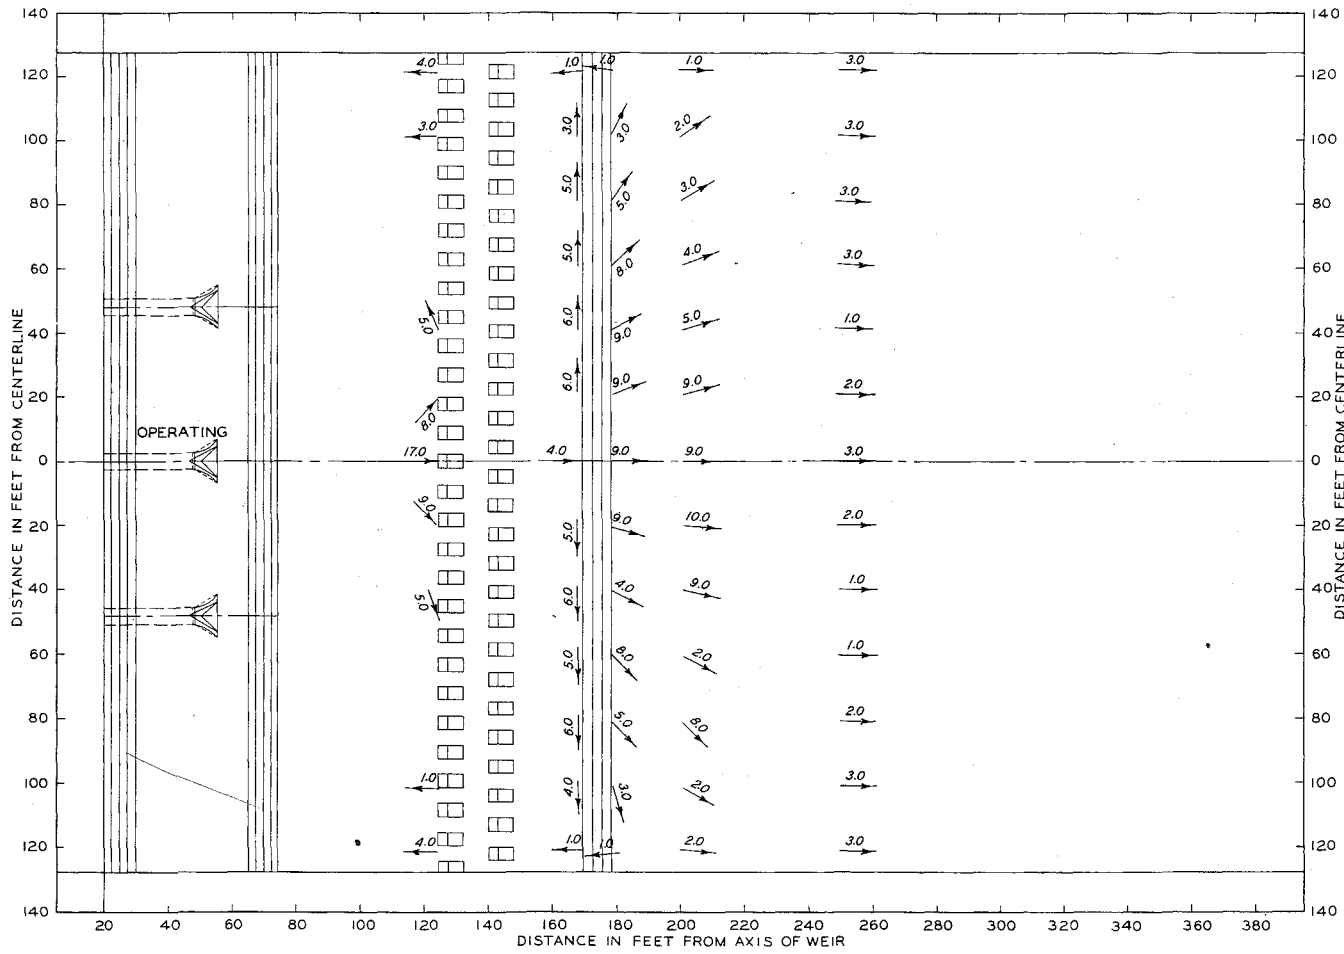 140 140
4.0 1.0 1.0 1.0 3.0
120 120
3.0 3.0 3.0 2.0 3.0
100 100
5.0 5.0 3.0 3.0
80 80
5.0 8.0 4.0 3.0
60 60
5.0 6.0 9.0 5.0 1.0
40 40
6.0 9.0 9.0 2.0
20 20
8.0
OPERATING
17.0 4.0 9.0 9.0 3.0
0 0
9.0 5.0 9.0 10.0 2.0
20 20
5.0 6.0 4.0 9.0 1.0
40 40
5.0 8.0 2.0 1.0
60 60
6.0 5.0 8.0 2.0
80 80
1.0 4.0 3.0 2.0 3.0
100 100
4.0 1.0 1.0 2.0 3.0
120 120
140 140
DISTANCE IN FEET FROM CENTERLINE
DISTANCE IN FEET FROM CENTERLINE
20 40 60 80 100 120 140 160 180 200 220 240 260 280 300 320 340 360 380
DISTANCE IN FEET FROM AXIS OF WEIR